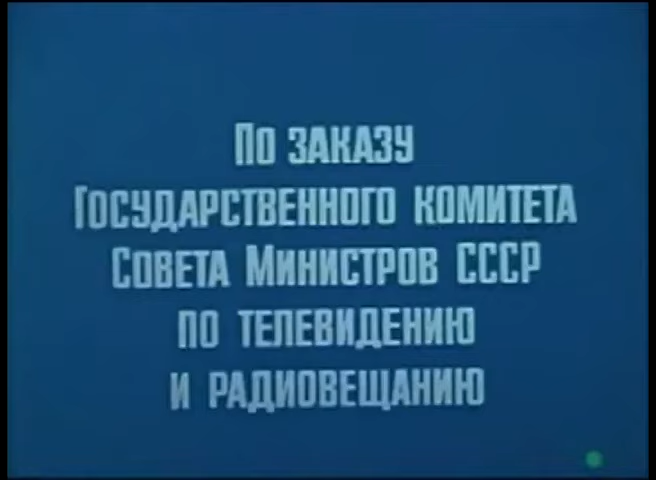 По заказу
Государственного комитета
Совета Министров СССР
по телевидению
и радиовещанию